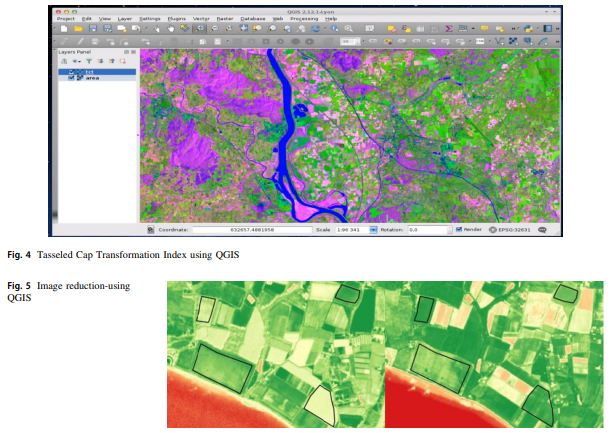 QGIS 2.12.1-Lyon
Project Edit View Layer Settings Plugins Vector Raster Database Web Processing Help
Layers Panel
tct
area
Coordinate: 632657,4881958 Scale 1:96 341 Rotation: 0,0 Render EPSG:32631
Fig. 4 Tasseled Cap Transformation Index using QGIS
Fig. 5 Image reduction-using
QGIS